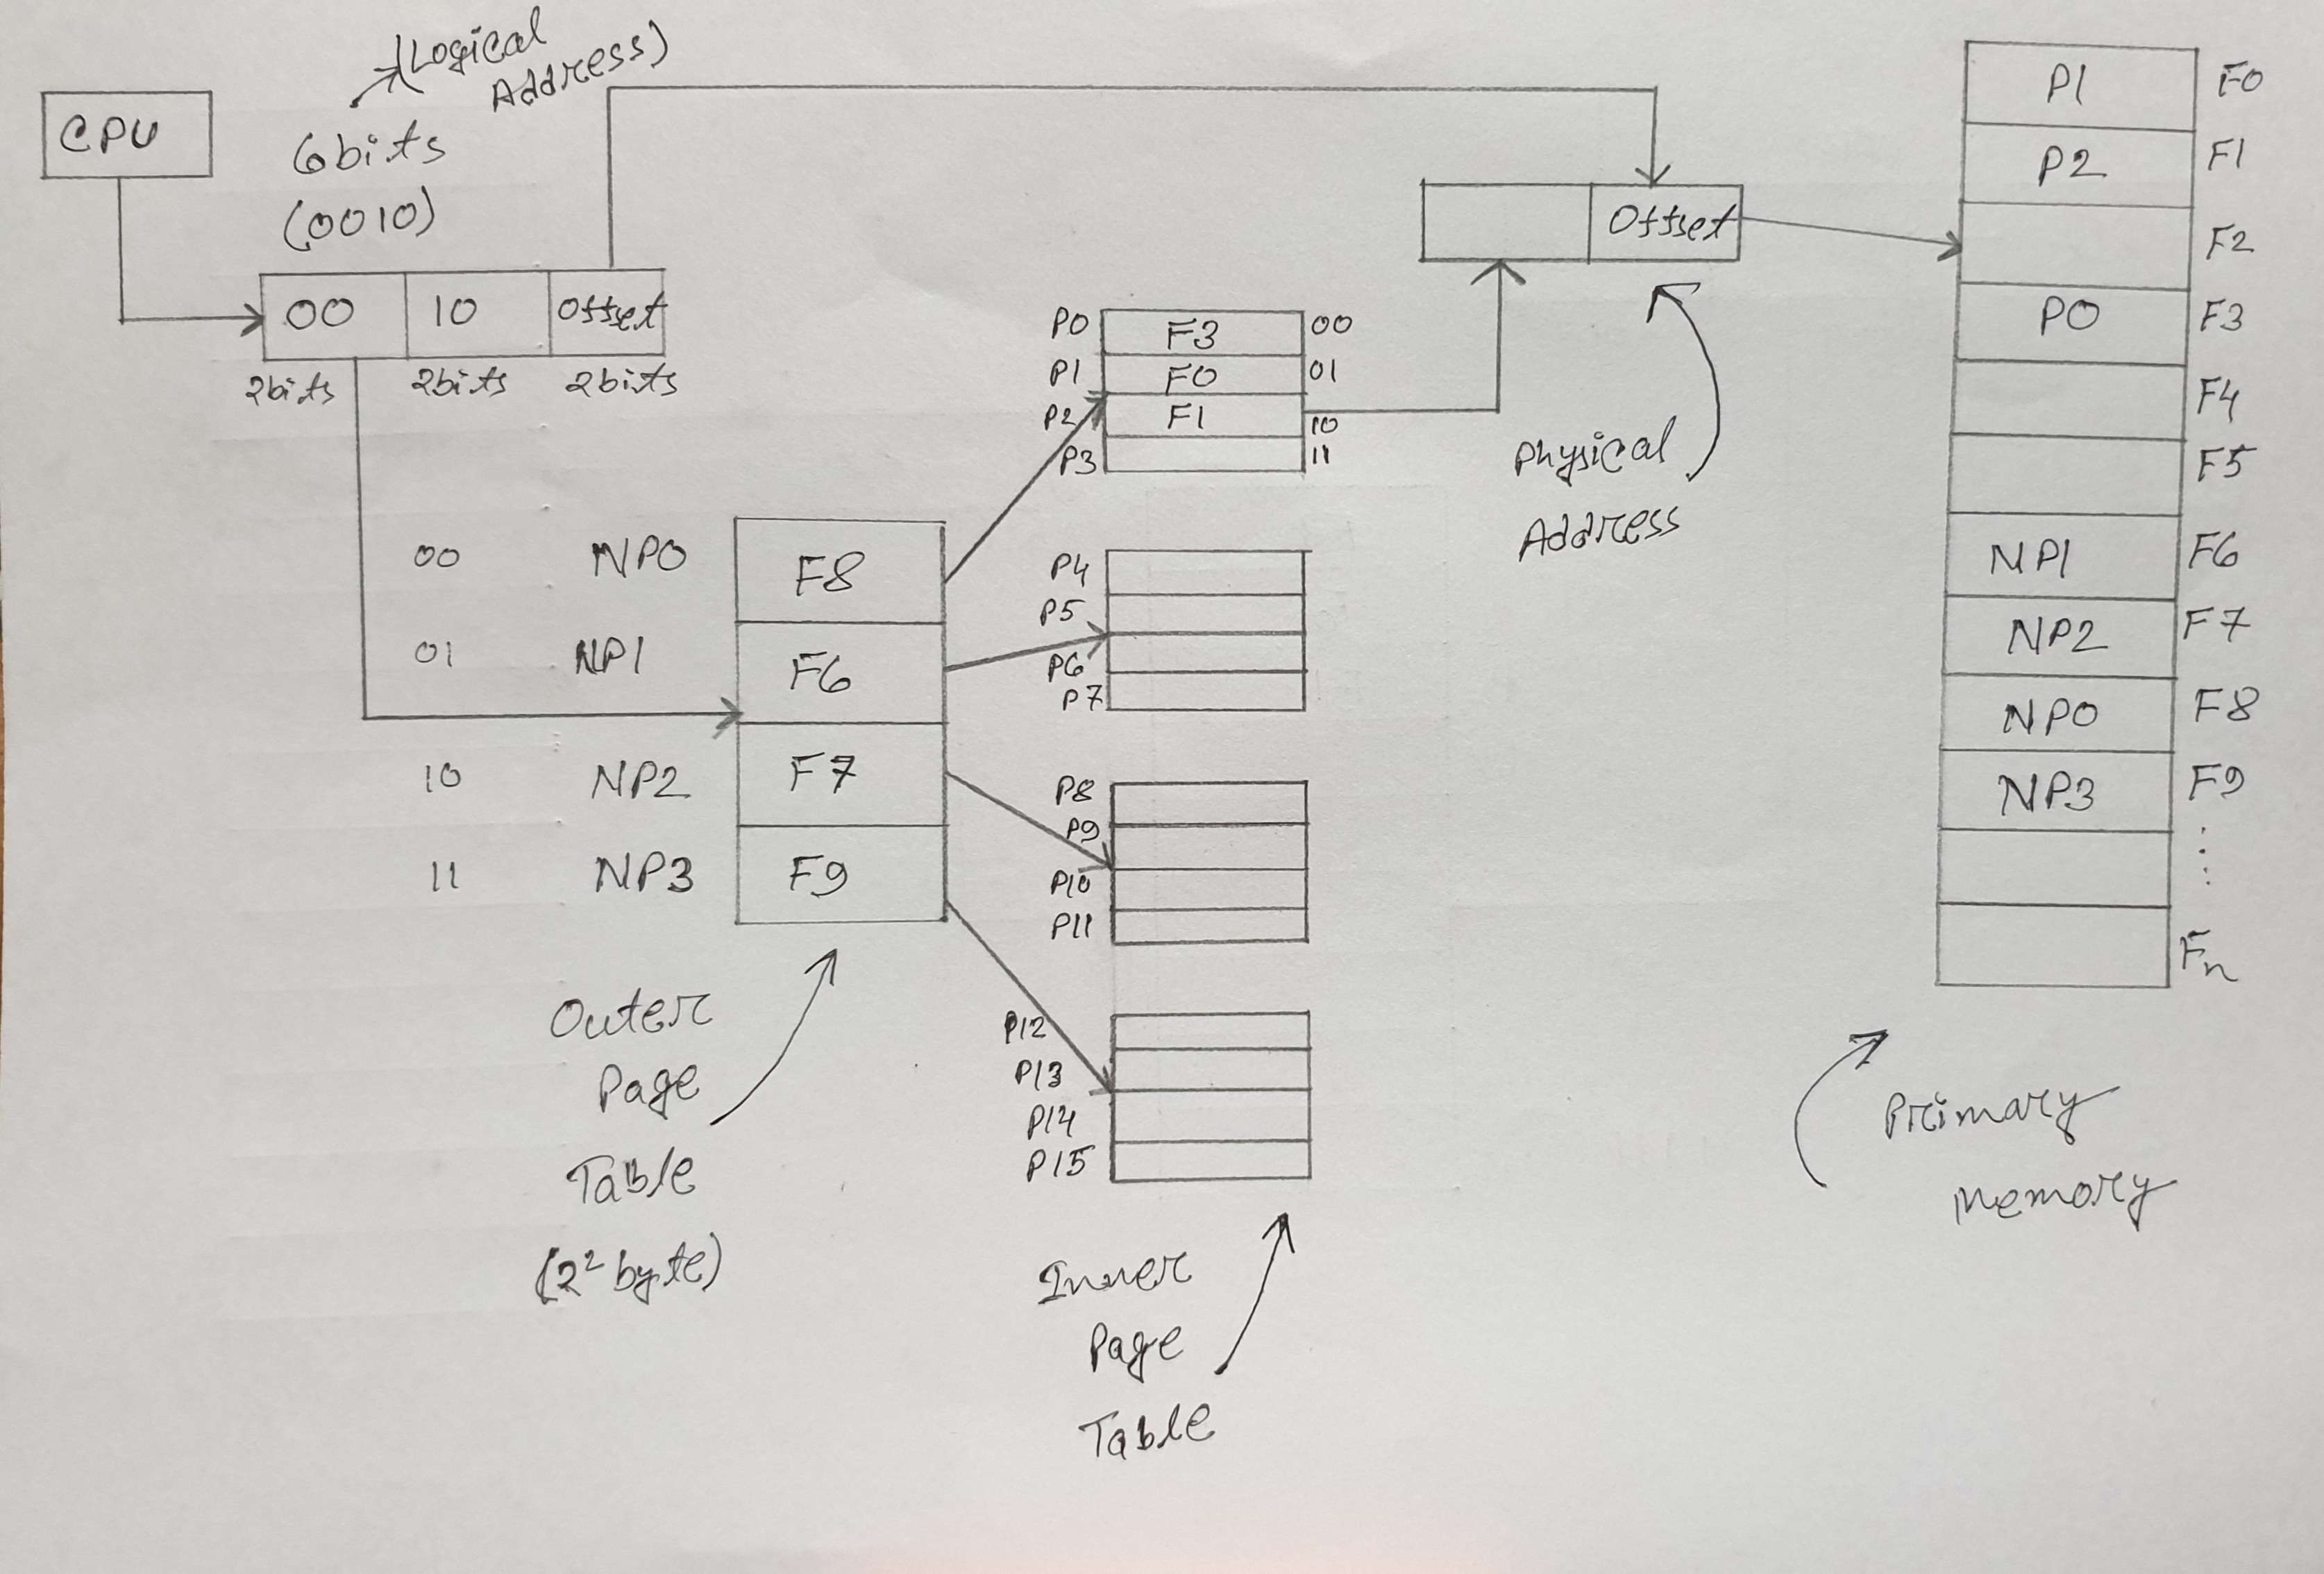 (Logical
Address)
CPU
6bits
(0010)
00 10 Offset
2bits 2bits 2bits
P0 F3 00
P1 F0 01
P2 F1 10
P3 11
Offset
Physical
Address
00 NP0 F8
01 NP1 F6
10 NP2 F7
11 NP3 F9
Outer
Page
Table
(2² byte)
P4
P5
P6
P7
P8
P9
P10
P11
P12
P13
P14
P15
Inner
Page
Table
P1 F0
P2 F1
F2
P0 F3
F4
F5
NP1 F6
NP2 F7
NP0 F8
NP3 F9
⋮
Fn
Primary
Memory